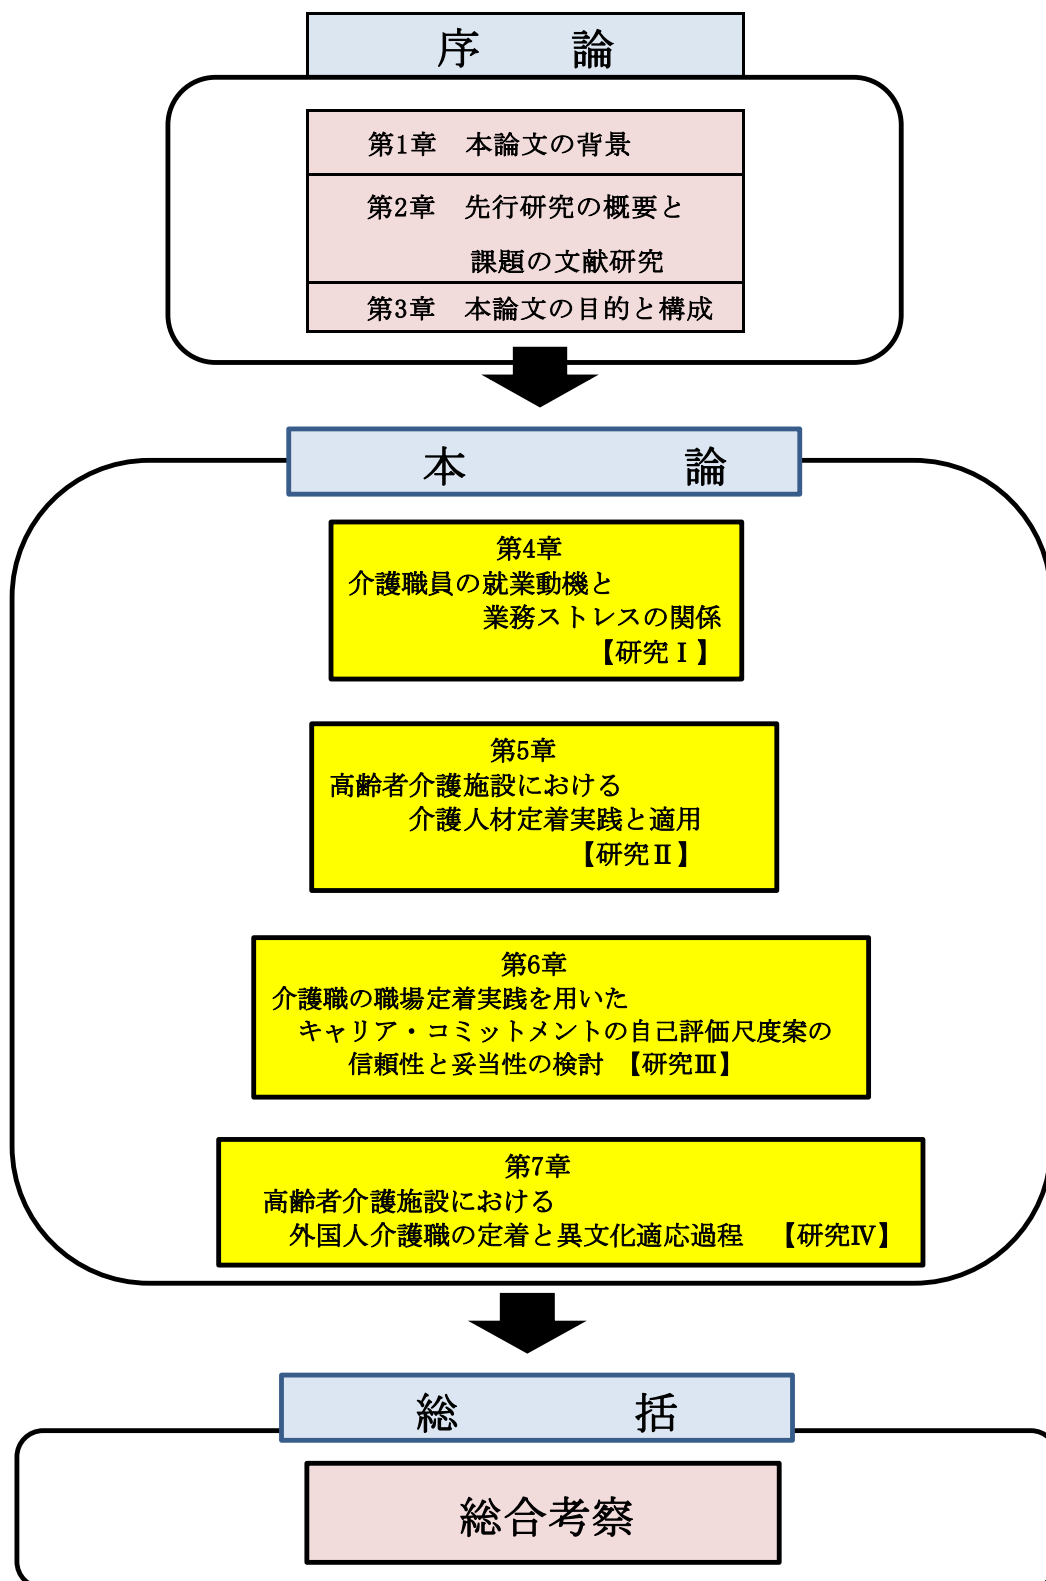 序　　論
第1章　本論文の背景
第2章　先行研究の概要と
課題の文献研究
第3章　本論文の目的と構成
本　　　　　論
第4章
介護職員の就業動機と
業務ストレスの関係
【研究Ⅰ】
第5章
高齢者介護施設における
介護人材定着実践と適用
【研究Ⅱ】
第6章
介護職の職場定着実践を用いた
キャリア・コミットメントの自己評価尺度案の
信頼性と妥当性の検討　【研究Ⅲ】
第7章
高齢者介護施設における
外国人介護職の定着と異文化適応過程　【研究Ⅳ】
総　　　　　括
総合考察